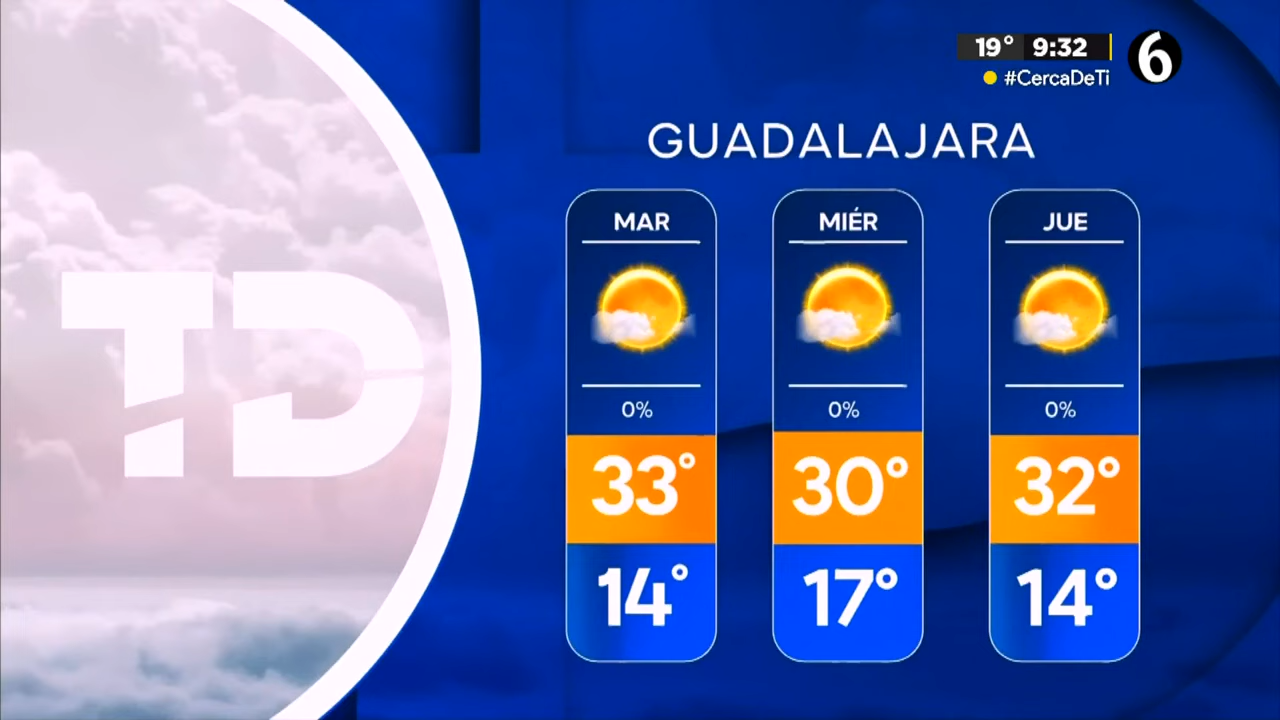 19° 9:32
#CercaDeTi
6
GUADALAJARA
TD
MAR
MIÉR
JUE
0%
0%
0%
33°
30°
32°
14°
17°
14°